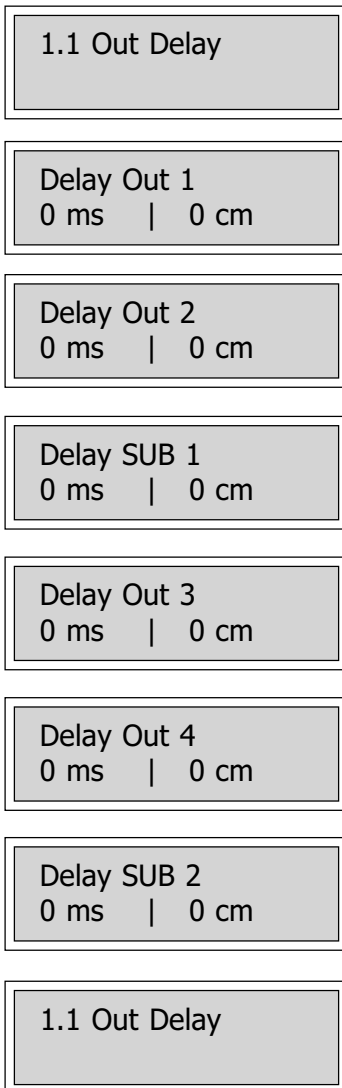 1.1 Out Delay
Delay Out 1
0 ms | 0 cm
Delay Out 2
0 ms | 0 cm
Delay SUB 1
0 ms | 0 cm
Delay Out 3
0 ms | 0 cm
Delay Out 4
0 ms | 0 cm
Delay SUB 2
0 ms | 0 cm
1.1 Out Delay